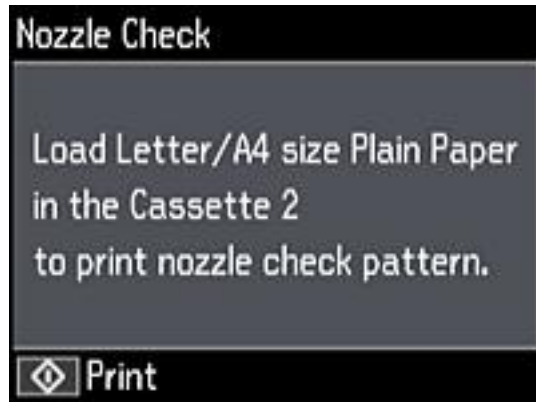 Nozzle Check
Load Letter/A4 size Plain Paper
in the Cassette 2
to print nozzle check pattern.
Print